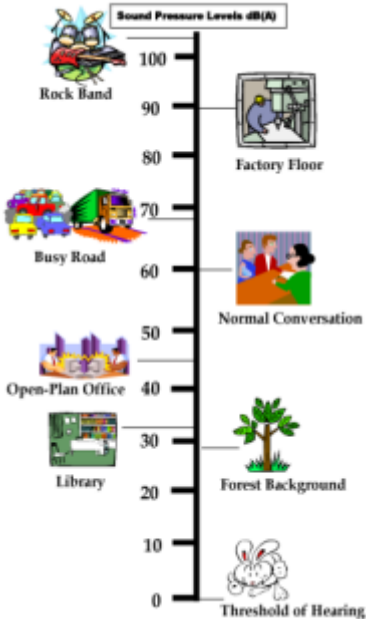 Sound Pressure Levels dB(A)
100
Rock Band
90
Factory Floor
80
70
Busy Road
60
Normal Conversation
50
Open-Plan Office
40
30
Library
Forest Background
20
10
0
Threshold of Hearing